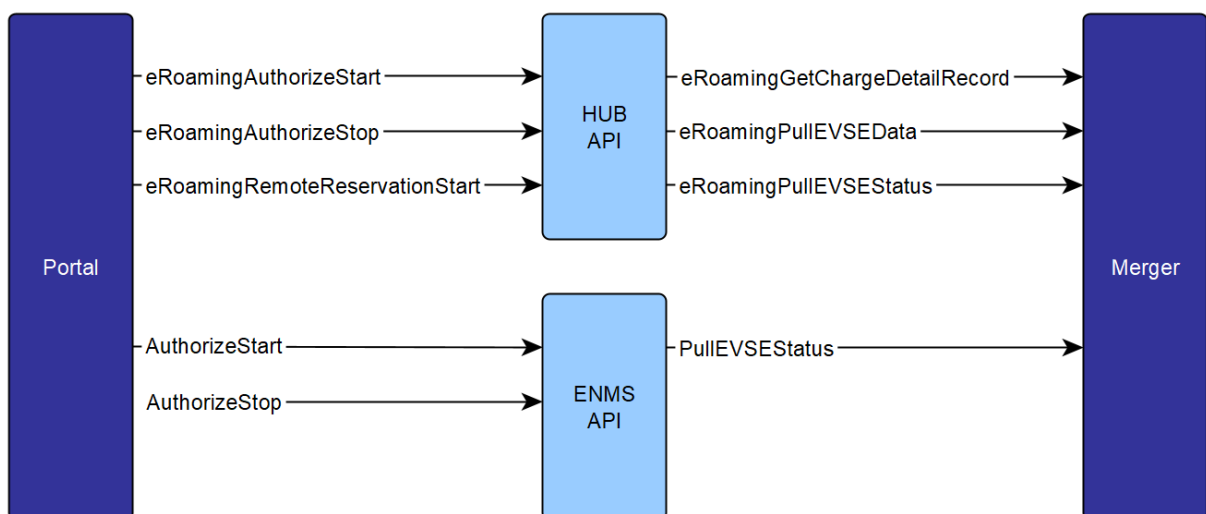 eRoamingAuthorizeStart
eRoamingGetChargeDetailRecord
HUB
API
eRoamingAuthorizeStop
eRoamingPullEVSEData
eRoamingRemoteReservationStart
eRoamingPullEVSEStatus
Portal
Merger
AuthorizeStart
PullEVSEStatus
AuthorizeStop
ENMS
API